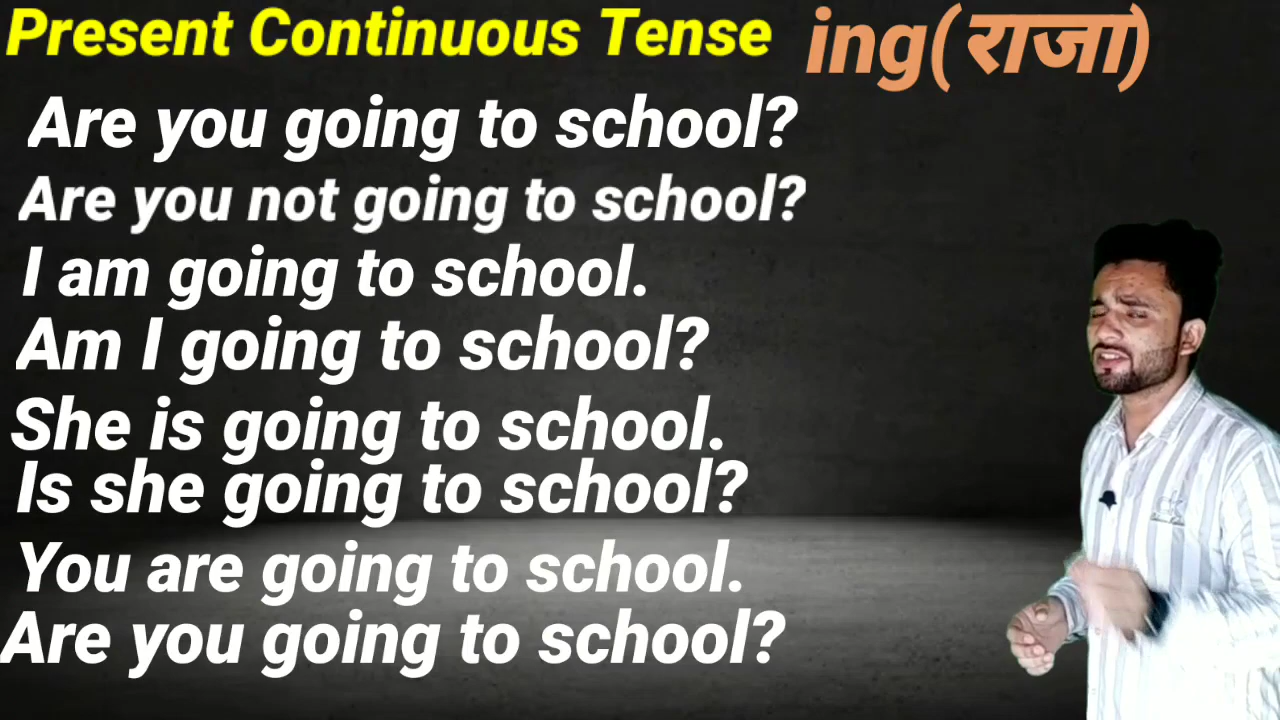 Present Continuous Tense ing(राजा)
Are you going to school?
Are you not going to school?
I am going to school.
Am I going to school?
She is going to school.
Is she going to school?
You are going to school.
Are you going to school?